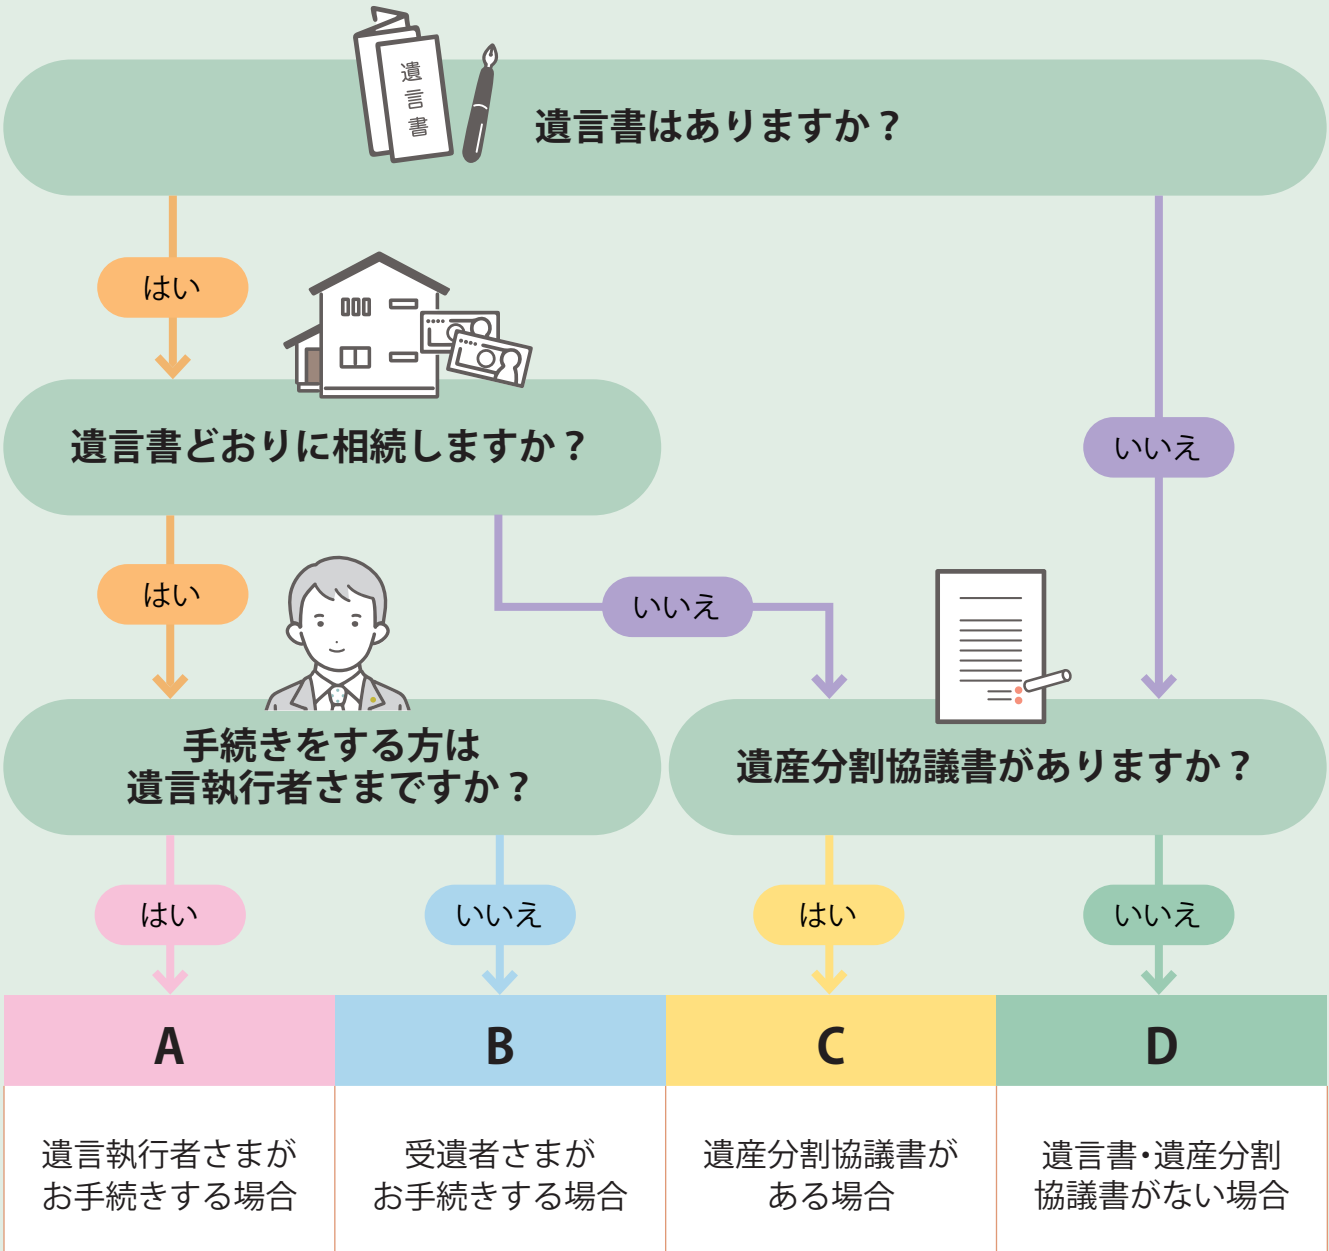 遺言書
遺言書はありますか？
はい
いいえ
遺言書どおりに相続しますか？
はい
いいえ
手続きをする方は
遺言執行者さまですか？
遺産分割協議書がありますか？
はい
いいえ
はい
いいえ
A
B
C
D
遺言執行者さまが
お手続きする場合
受遺者さまが
お手続きする場合
遺産分割協議書が
ある場合
遺言書・遺産分割
協議書がない場合